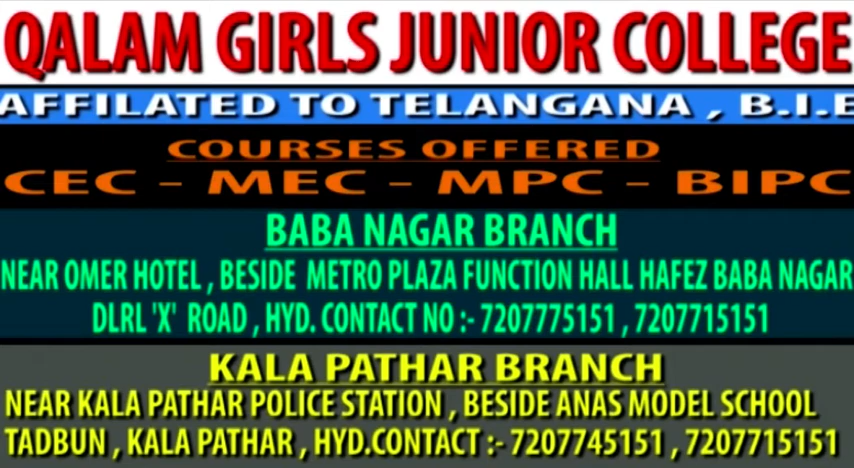 QALAM GIRLS JUNIOR COLLEGE
AFFILATED TO TELANGANA , B.I.E
COURSES OFFERED
CEC - MEC - MPC - BIPC
BABA NAGAR BRANCH
NEAR OMER HOTEL , BESIDE METRO PLAZA FUNCTION HALL HAFEZ BABA NAGAR
DLRL 'X' ROAD , HYD. CONTACT NO :- 7207775151 , 7207715151
KALA PATHAR BRANCH
NEAR KALA PATHAR POLICE STATION , BESIDE ANAS MODEL SCHOOL
TADBUN , KALA PATHAR , HYD.CONTACT :- 7207745151 , 7207715151